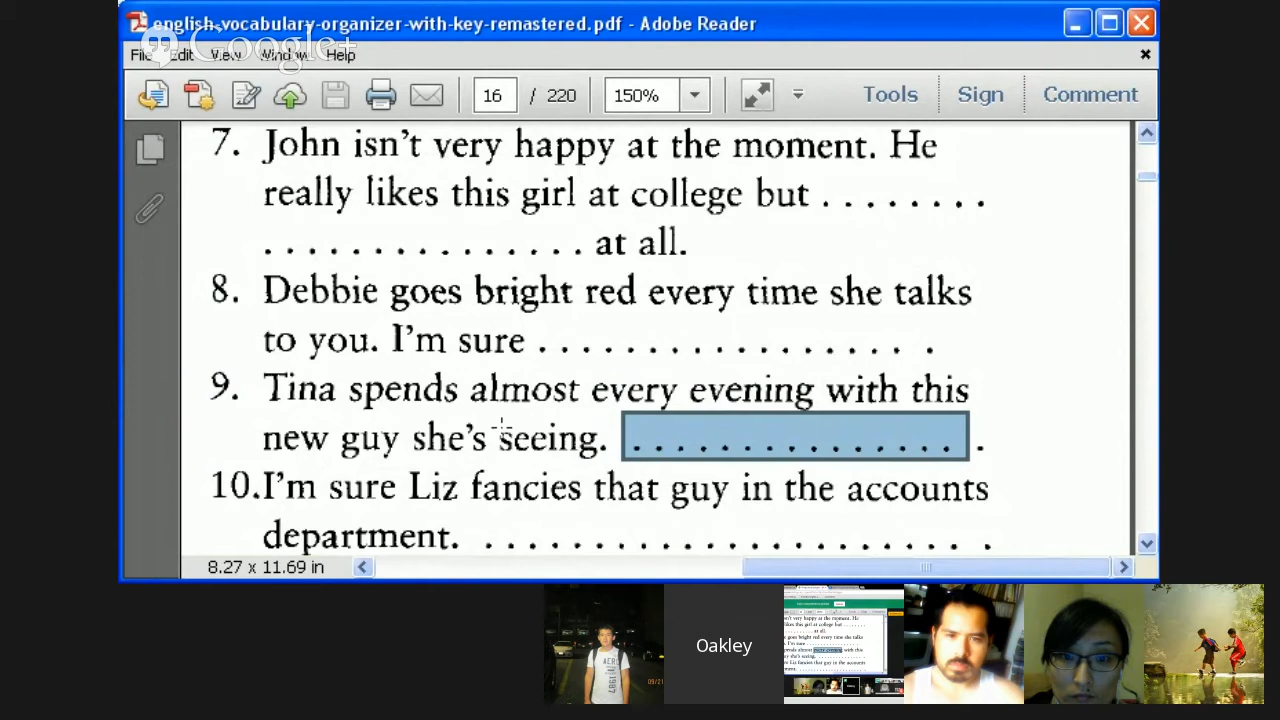 english-vocabulary-organizer-with-key-remastered.pdf - Adobe Reader
Google+
File Edit View Window Help
16 / 220 150% Tools Sign Comment
7. John isn't very happy at the moment. He
really likes this girl at college but . . . . . . . .
. . . . . . . . . . . . . . . at all.
8. Debbie goes bright red every time she talks
to you. I'm sure . . . . . . . . . . . . . . . . . .
9. Tina spends almost every evening with this
new guy she's seeing. . . . . . . . . . . . . . . . .
10. I'm sure Liz fancies that guy in the accounts
department. . . . . . . . . . . . . . . . . . . .
8.27 x 11.69 in
Oakley